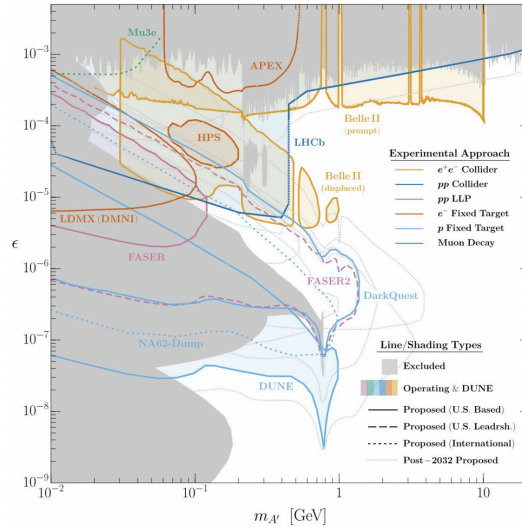 10⁻³
10⁻⁴
10⁻⁵
10⁻⁶
10⁻⁷
10⁻⁸
10⁻⁹
ϵ
Mu3e
APEX
Belle II
(prompt)
HPS
LHCb
Belle II
(displaced)
LDMX (DMNI)
FASER
FASER2
DarkQuest
NA62-Dump
DUNE
Experimental Approach
e⁺e⁻ Collider
pp Collider
pp LLP
e⁻ Fixed Target
p Fixed Target
Muon Decay
Line/Shading Types
Excluded
Operating & DUNE
Proposed (U.S. Based)
Proposed (U.S. Leadrsh.)
Proposed (International)
Post−2032 Proposed
10⁻² 10⁻¹ 1 10
m_A′ [GeV]